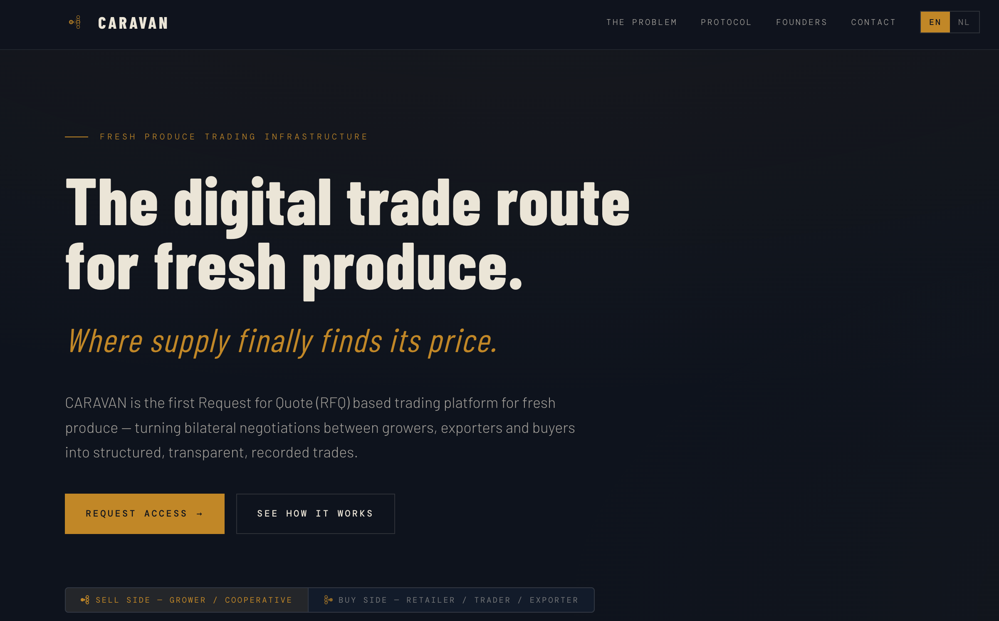 CARAVAN
THE PROBLEM
PROTOCOL
FOUNDERS
CONTACT
EN
NL
FRESH PRODUCE TRADING INFRASTRUCTURE
The digital trade route
for fresh produce.
Where supply finally finds its price.
CARAVAN is the first Request for Quote (RFQ) based trading platform for fresh
produce — turning bilateral negotiations between growers, exporters and buyers
into structured, transparent, recorded trades.
REQUEST ACCESS →
SEE HOW IT WORKS
SELL SIDE — GROWER / COOPERATIVE
BUY SIDE — RETAILER / TRADER / EXPORTER